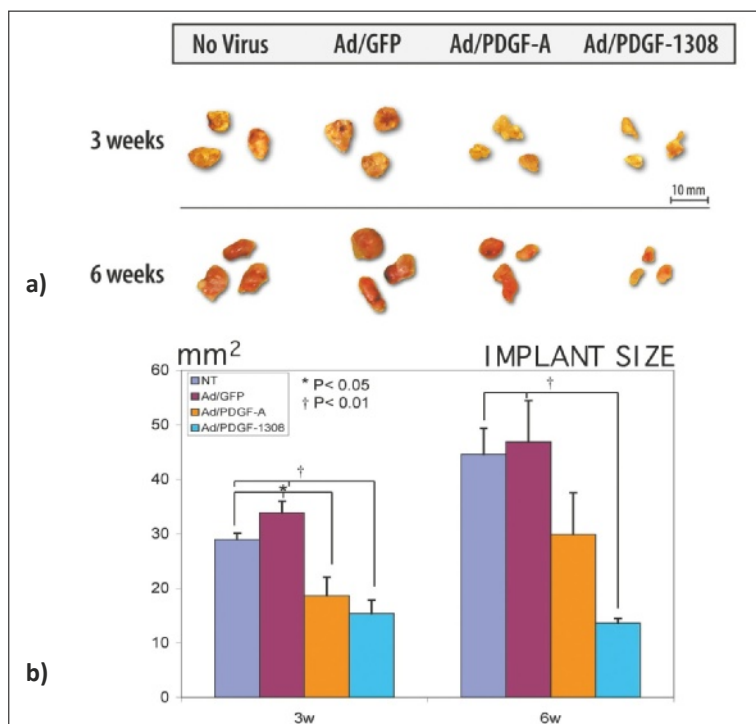 No Virus Ad/GFP Ad/PDGF-A Ad/PDGF-1308
3 weeks
10 mm
a) 6 weeks
mm² IMPLANT SIZE
60
NT * P< 0.05 †
Ad/GFP † P< 0.01
Ad/PDGF-A
Ad/PDGF-1308
50
40
†
*
30
20
10
b)
0
3w 6w